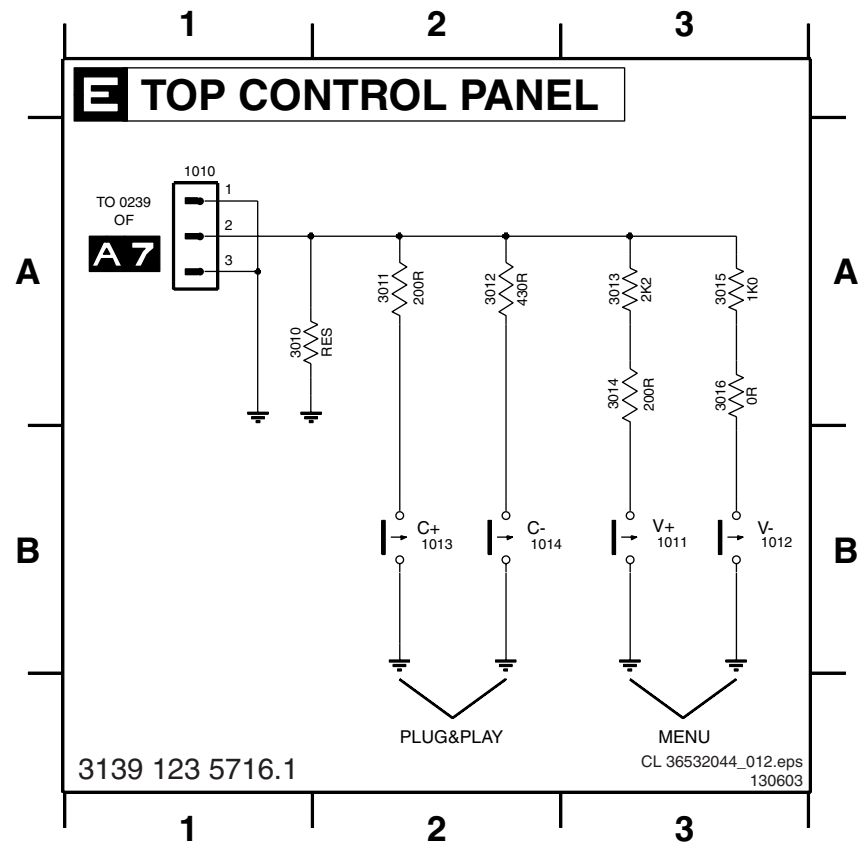 1 2 3
E TOP CONTROL PANEL
1010
TO 0239
OF
A 7
1
2
3
A A
3011
200R
3012
430R
3013
2K2
3015
1K0
3010
RES
3014
200R
3016
0R
B B
C+
1013
C-
1014
V+
1011
V-
1012
PLUG&PLAY
MENU
3139 123 5716.1
CL 36532044_012.eps
130603
1 2 3